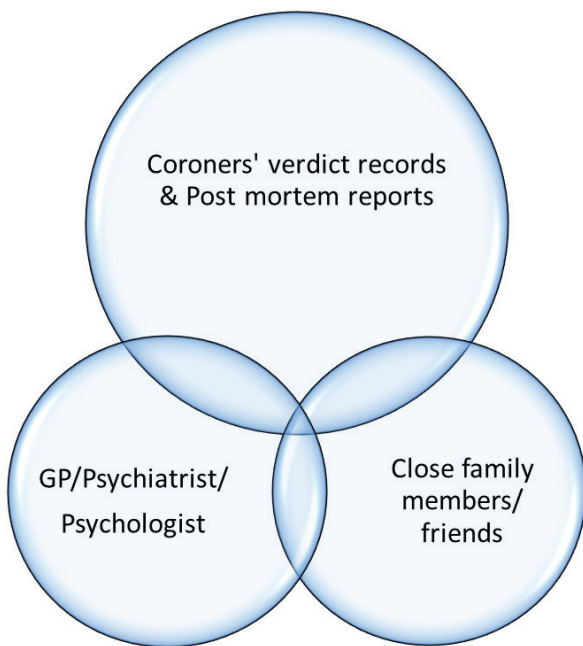 Coroners' verdict records
& Post mortem reports
GP/Psychiatrist/
Psychologist
Close family
members/
friends